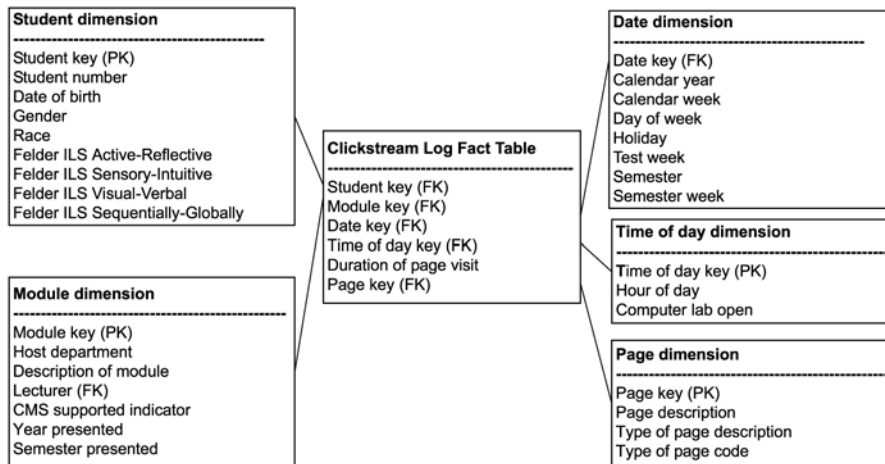 Student dimension
Student key (PK)
Student number
Date of birth
Gender
Race
Felder ILS Active-Reflective
Felder ILS Sensory-Intuitive
Felder ILS Visual-Verbal
Felder ILS Sequentially-Globally
Module dimension
Module key (PK)
Host department
Description of module
Lecturer (FK)
CMS supported indicator
Year presented
Semester presented
Clickstream Log Fact Table
Student key (FK)
Module key (FK)
Date key (FK)
Time of day key (FK)
Duration of page visit
Page key (FK)
Date dimension
Date key (FK)
Calendar year
Calendar week
Day of week
Holiday
Test week
Semester
Semester week
Time of day dimension
Time of day key (PK)
Hour of day
Computer lab open
Page dimension
Page key (PK)
Page description
Type of page description
Type of page code